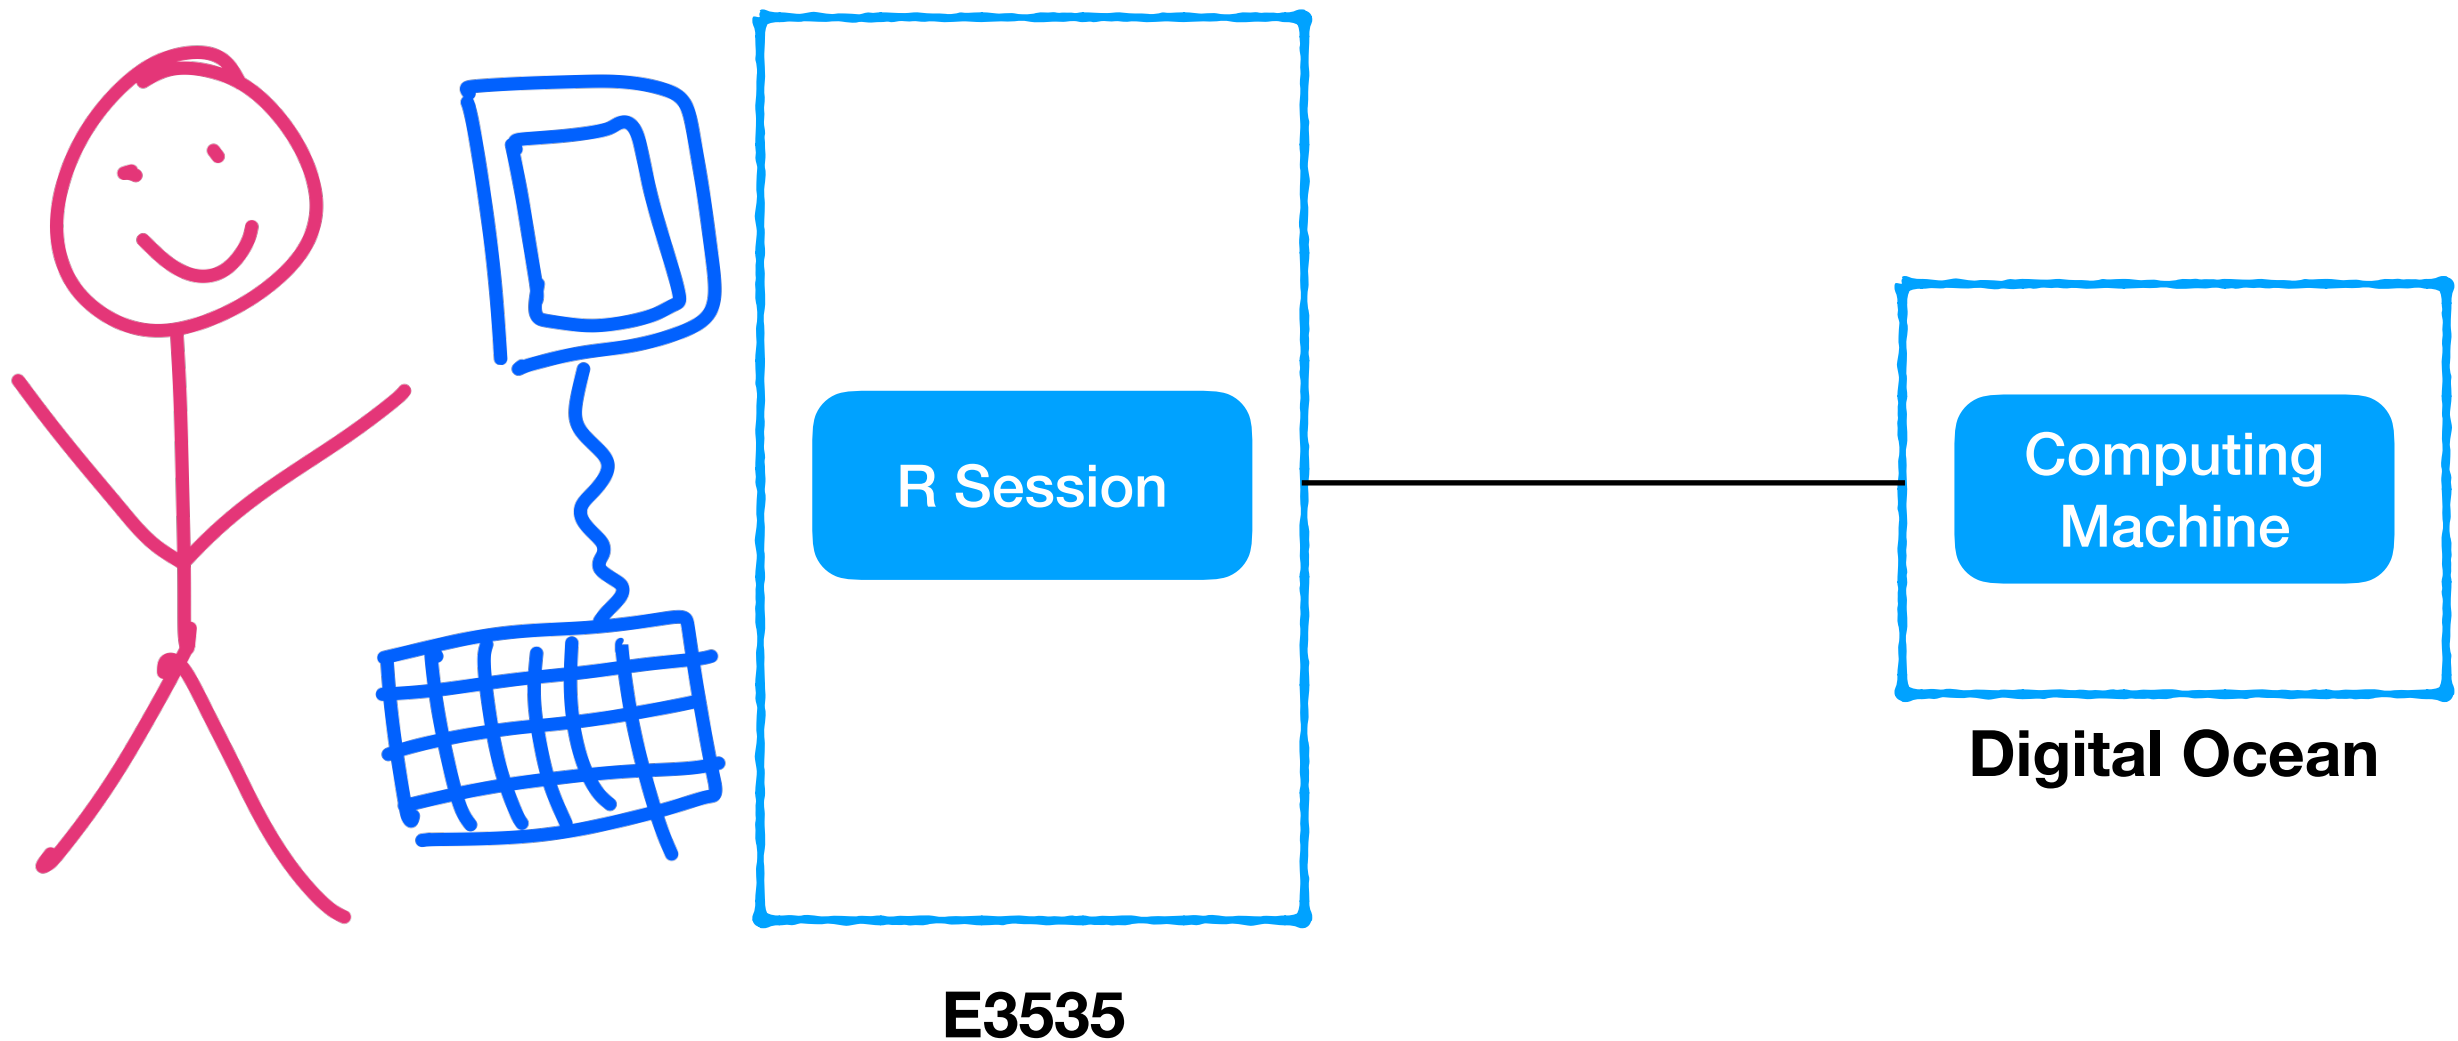 R Session
Computing
Machine
Digital Ocean
E3535